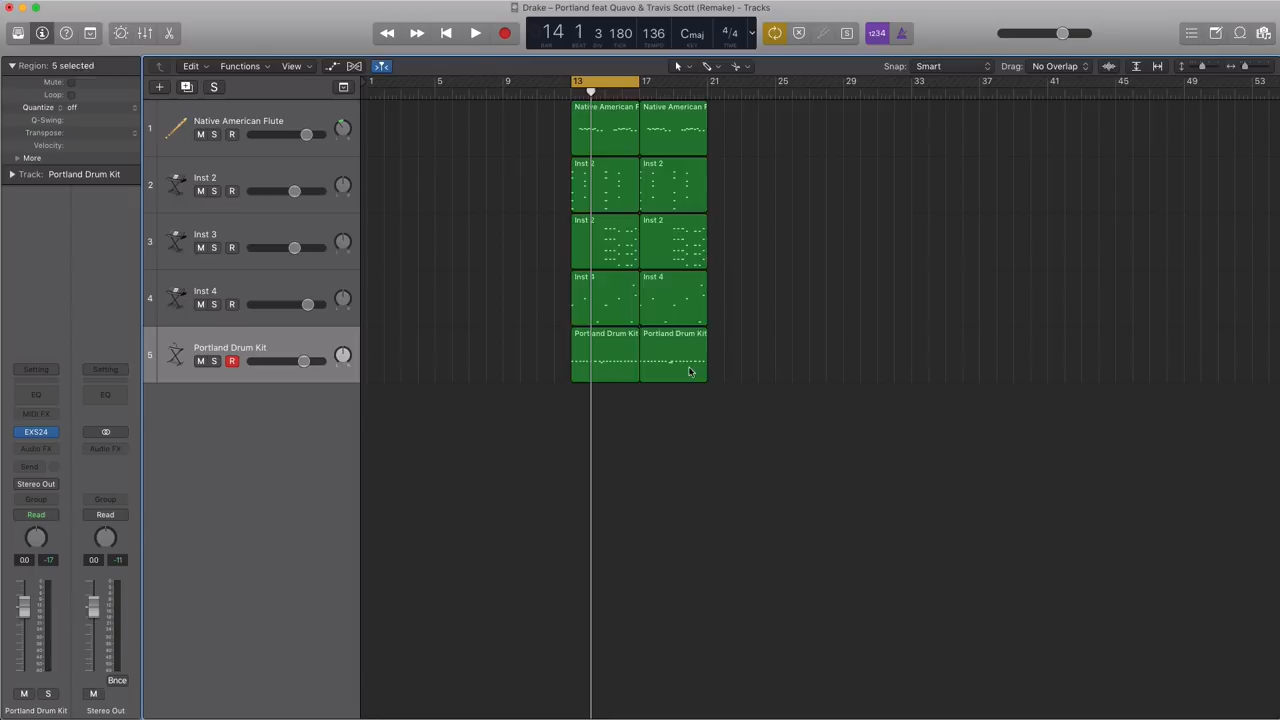 Drake – Portland feat Quavo & Travis Scott (Remake) - Tracks
14 1 3 180 136 Cmaj 4/4
BAR BEAT DIV TICK TEMPO KEY TIME
1234
S
Region: 5 selected
Mute:
Loop:
Quantize off
Q-Swing:
Transpose:
Velocity:
More
Track: Portland Drum Kit
Edit Functions View
Snap: Smart Drag: No Overlap
1 5 9 13 17 21 25 29 33 37 41 45 49 53
S
1 Native American Flute
M S R
2 Inst 2
M S R
3 Inst 3
M S R
4 Inst 4
M S R
5 Portland Drum Kit
M S R
Native American F Native American F
Inst 2 Inst 2
Inst 2 Inst 2
Inst 4 Inst 4
Portland Drum Kit Portland Drum Kit
Setting Setting
EQ EQ
MIDI FX
EXS24
Audio FX Audio FX
Send
Stereo Out
Group Group
Read Read
0.0 -17 0.0 -11
Bnce
M S M
Portland Drum Kit Stereo Out